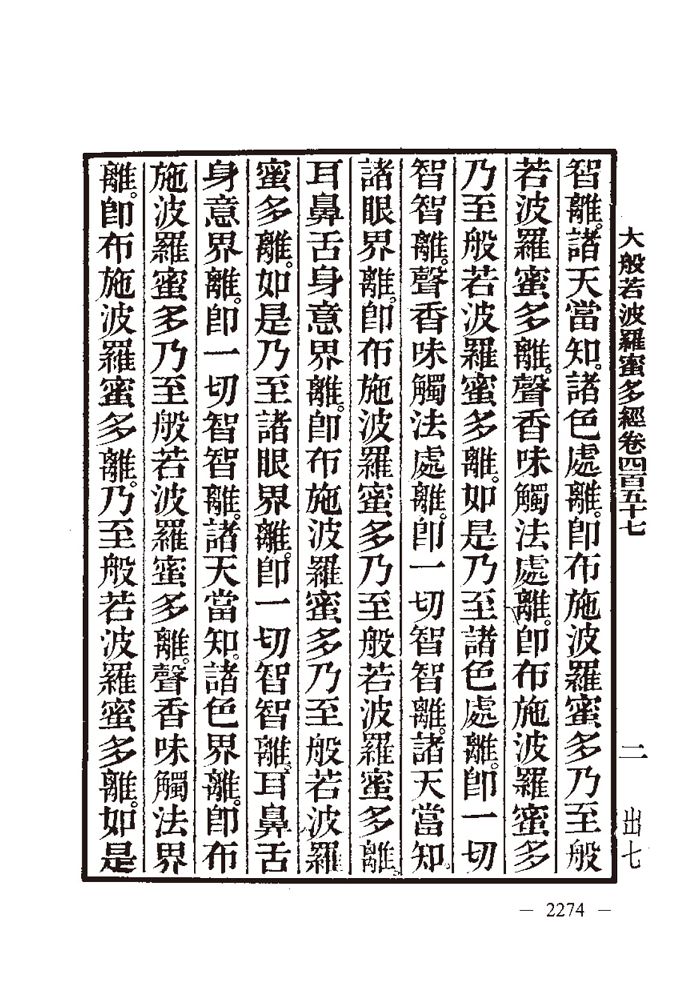 大般若波羅蜜多經卷四百五十七
二
出七
智離。諸天當知。諸色處離。卽布施波羅蜜多乃至般
若波羅蜜多離。聲香味觸法處離。卽布施波羅蜜多
乃至般若波羅蜜多離。如是乃至諸色處離。卽一切
智智離。聲香味觸法處離。卽一切智智離。諸天當知。
諸眼界離。卽布施波羅蜜多乃至般若波羅蜜多離
耳鼻舌身意界離。卽布施波羅蜜多乃至般若波羅
蜜多離。如是乃至諸眼界離。卽一切智智離。耳鼻舌
身意界離。卽一切智智離。諸天當知。諸色界離。卽布
施波羅蜜多乃至般若波羅蜜多離。聲香味觸法界
離。卽布施波羅蜜多離。乃至般若波羅蜜多離。如是
— 2274 —